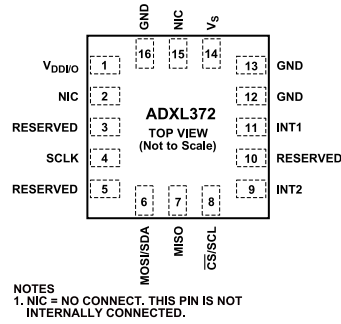 GND
NIC
VS
16
15
14
VDDI/O
1
13
GND
NIC
2
12
GND
ADXL372
TOP VIEW
(Not to Scale)
RESERVED
3
11
INT1
SCLK
4
10
RESERVED
RESERVED
5
9
INT2
6
7
8
MOSI/SDA
MISO
CS/SCL
NOTES
1. NIC = NO CONNECT. THIS PIN IS NOT
INTERNALLY CONNECTED.